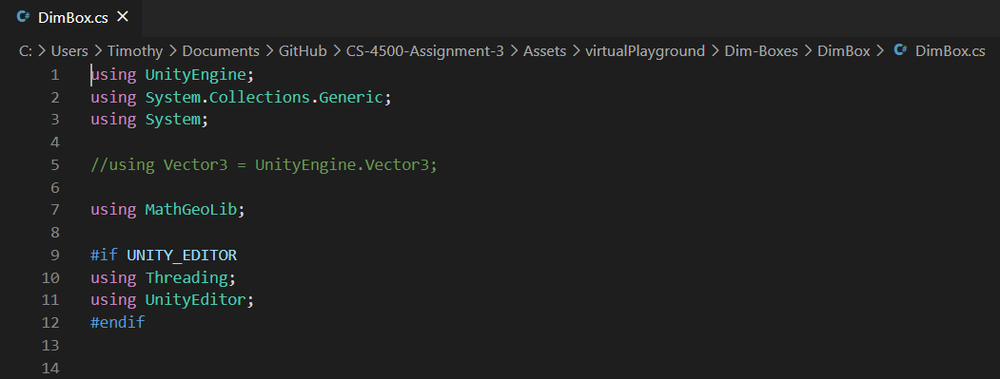 DimBox.cs
C: > Users > Timothy > Documents > GitHub > CS-4500-Assignment-3 > Assets > virtualPlayground > Dim-Boxes > DimBox > DimBox.cs
1 using UnityEngine;
2 using System.Collections.Generic;
3 using System;
4
5 //using Vector3 = UnityEngine.Vector3;
6
7 using MathGeoLib;
8
9 #if UNITY_EDITOR
10 using Threading;
11 using UnityEditor;
12 #endif
13
14